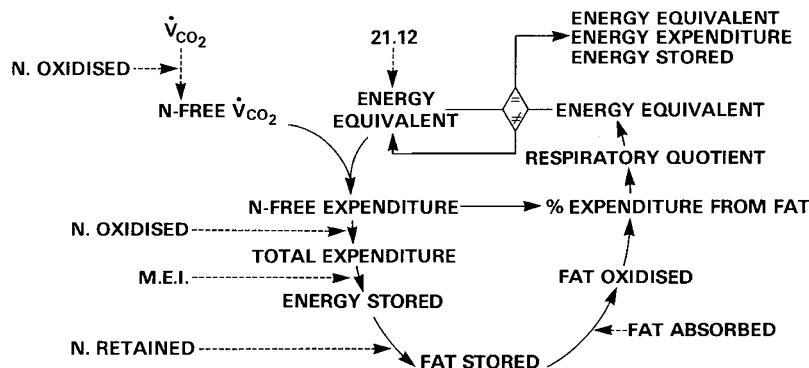 V̇CO2
N. OXIDISED
N-FREE V̇CO2
21.12
ENERGY
EQUIVALENT
=
≠
ENERGY EQUIVALENT
ENERGY EXPENDITURE
ENERGY STORED
ENERGY EQUIVALENT
RESPIRATORY QUOTIENT
N-FREE EXPENDITURE
% EXPENDITURE FROM FAT
N. OXIDISED
TOTAL EXPENDITURE
M.E.I.
ENERGY STORED
FAT OXIDISED
N. RETAINED
FAT STORED
FAT ABSORBED